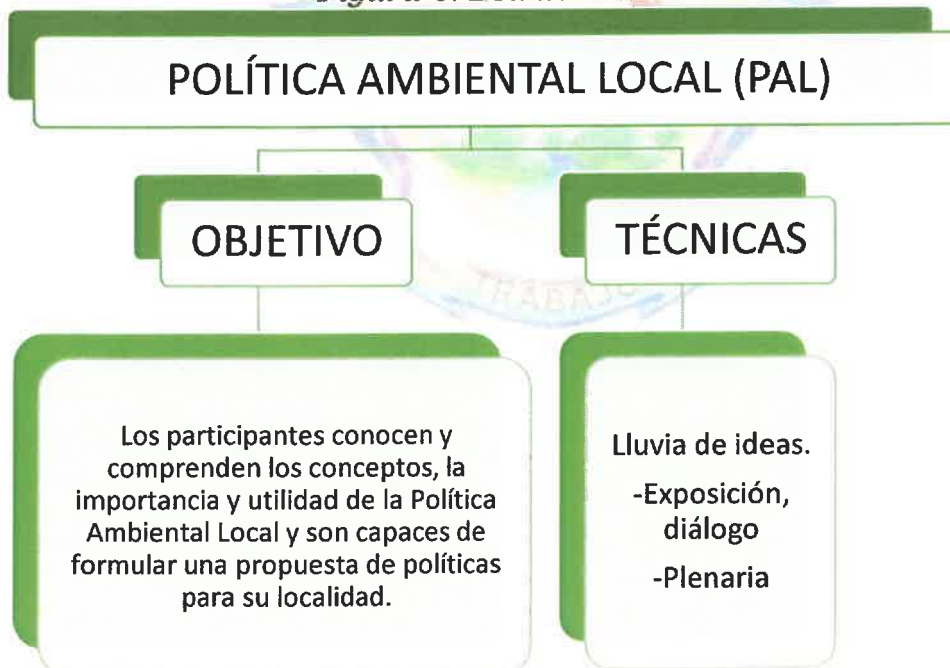 POLÍTICA AMBIENTAL LOCAL (PAL)
OBJETIVO
TÉCNICAS
TRABAJO
Los participantes conocen y
comprenden los conceptos, la
importancia y utilidad de la Política
Ambiental Local y son capaces de
formular una propuesta de políticas
para su localidad.
Lluvia de ideas.
-Exposición,
diálogo
-Plenaria